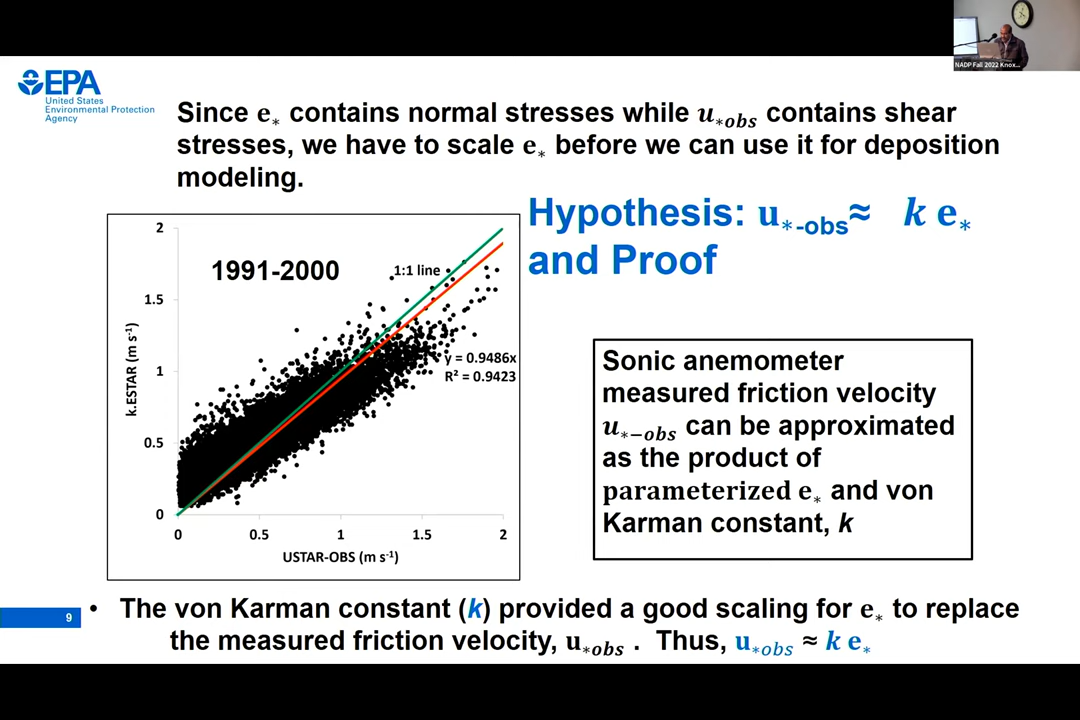 NADP Fall 2022 Knox...
EPA
United States
Environmental Protection
Agency
Since e* contains normal stresses while u*obs contains shear
stresses, we have to scale e* before we can use it for deposition
modeling.
Hypothesis: u*-obs≈ k e*
and Proof
2
1.5
1
0.5
0
0
0.5
1
1.5
2
k.ESTAR (m s-1)
USTAR-OBS (m s-1)
1991-2000
1:1 line
y = 0.9486x
R² = 0.9423
Sonic anemometer
measured friction velocity
u*−obs can be approximated
as the product of
parameterized e* and von
Karman constant, k
9
• The von Karman constant (k) provided a good scaling for e* to replace
the measured friction velocity, u*obs . Thus, u*obs ≈ k e*